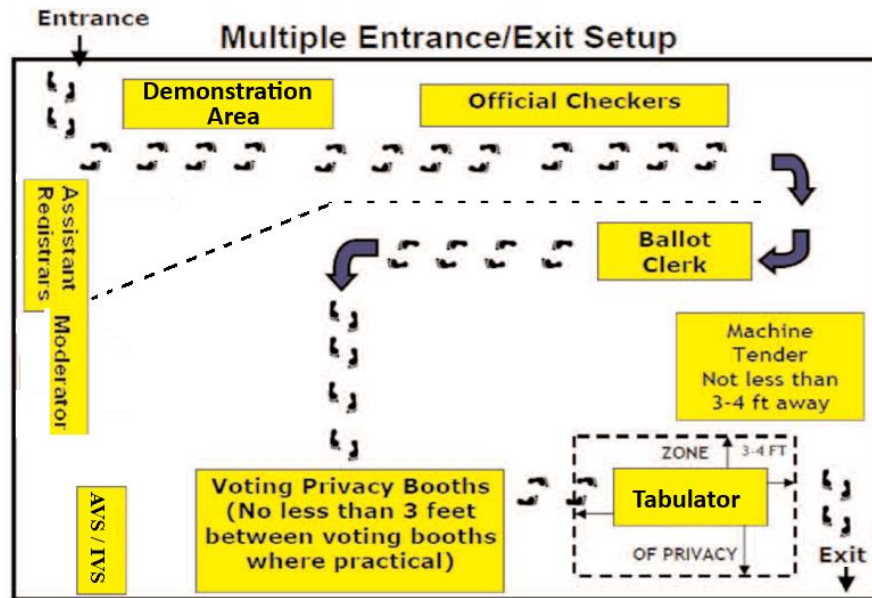 Entrance
Multiple Entrance/Exit Setup
Demonstration
Area
Official Checkers
Assistant
Registrars
Moderator
Ballot
Clerk
Machine
Tender
Not less than
3-4 ft away
AVS / IVS
Voting Privacy Booths
(No less than 3 feet
between voting booths
where practical)
ZONE 3-4 FT
Tabulator
OF PRIVACY
Exit